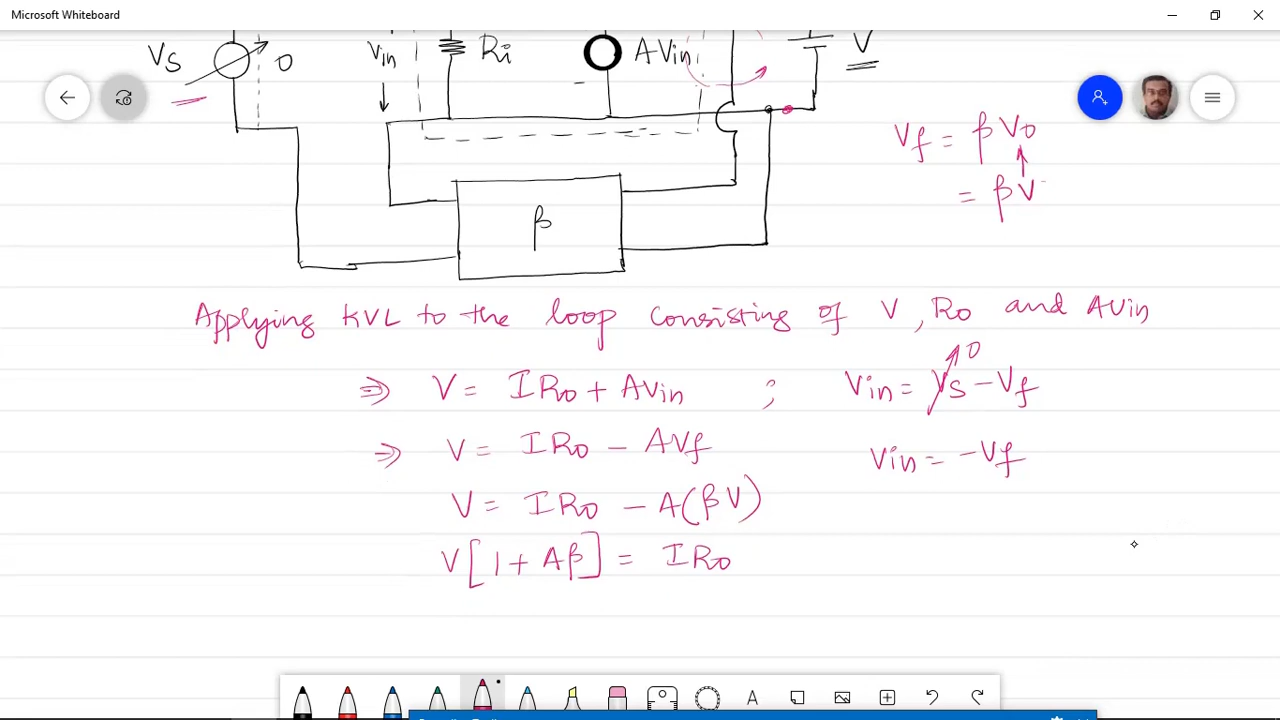 Microsoft Whiteboard
Vs 0 Vin Ri AVin V
Vf = βVo
= βV
β
Applying KVL to the loop consisting of V, Ro and AVin
⇒ V = IRo + AVin ; Vin = Vs - Vf
0
⇒ V = IRo - AVf Vin = -Vf
V = IRo - A(βV)
V[1 + Aβ] = IRo
A